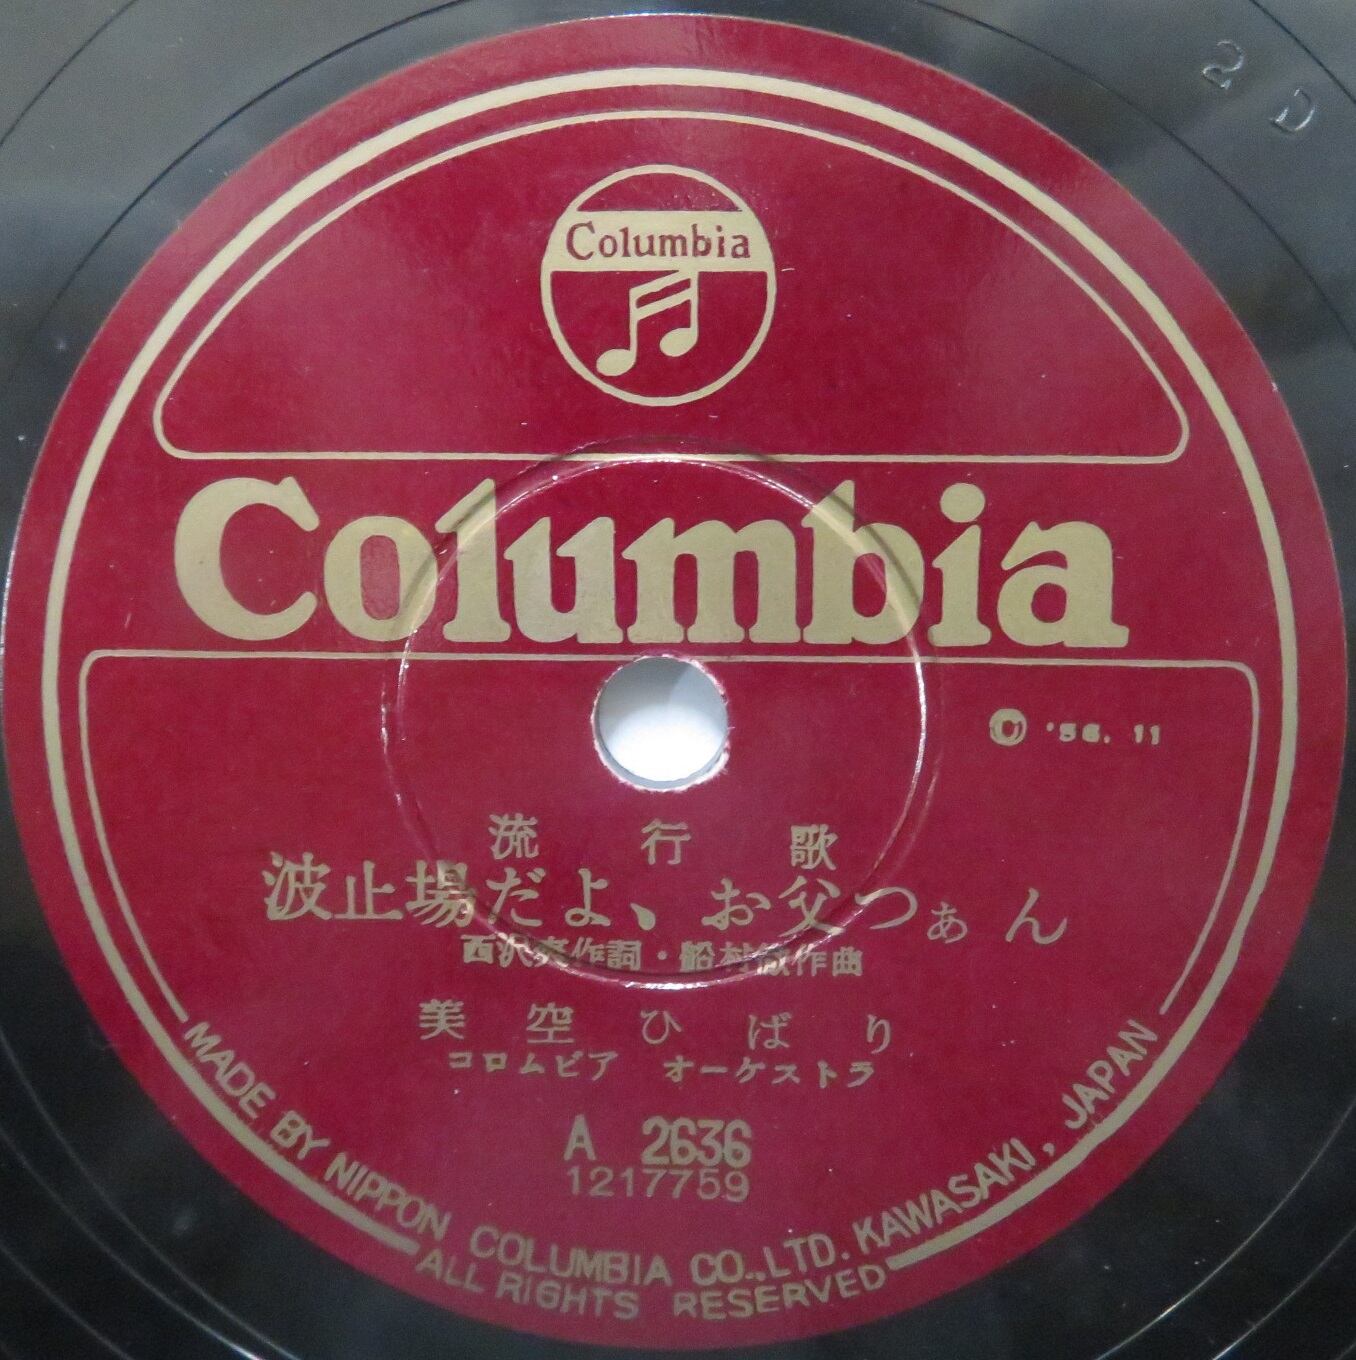 2 D
Columbia
Columbia
Ⓒ '56. 11
流行歌
波止場だよ、お父つぁん
西沢爽作詞・船村徹作曲
美空ひばり
コロムビア オーケストラ
A 2636
1217759
MADE BY NIPPON COLUMBIA CO., LTD. KAWASAKI, JAPAN
ALL RIGHTS RESERVED